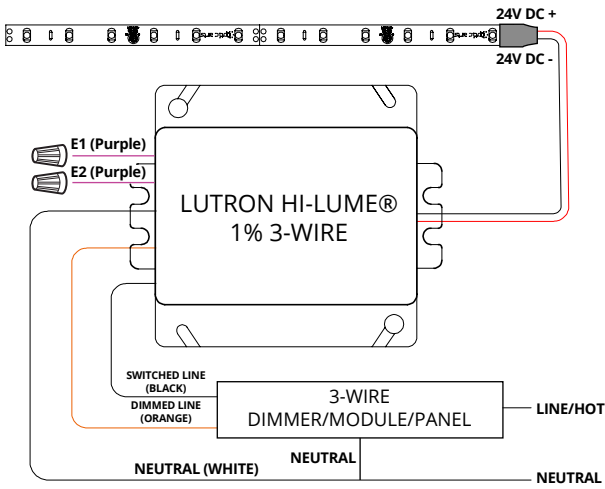 24V DC +
24V DC -
E1 (Purple)
E2 (Purple)
LUTRON HI-LUME®
1% 3-WIRE
SWITCHED LINE
(BLACK)
DIMMED LINE
(ORANGE)
3-WIRE
DIMMER/MODULE/PANEL
LINE/HOT
NEUTRAL
NEUTRAL (WHITE)
NEUTRAL